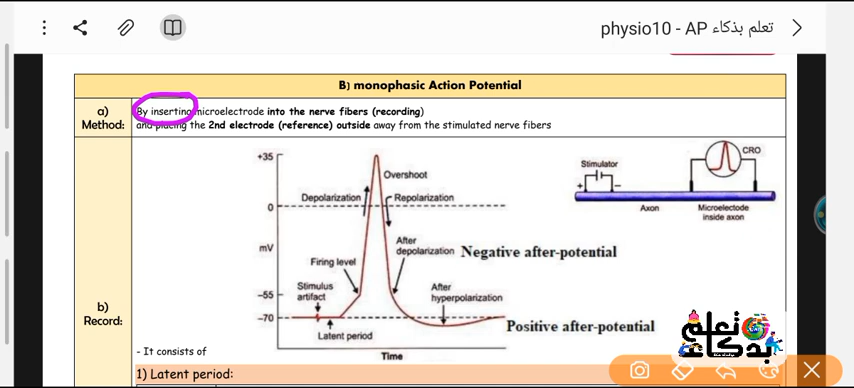 physio10 - AP تعلم بذكاء
B) monophasic Action Potential
a)
Method:
By inserting microelectrode into the nerve fibers (recording)
and placing the 2nd electrode (reference) outside away from the stimulated nerve fibers
b)
Record:
+35
0
mV
-55
-70
Overshoot
Depolarization
Repolarization
After
depolarization
Negative after-potential
Firing level
Stimulus
artifact
After
hyperpolarization
Positive after-potential
Latent period
Time
Stimulator
+
-
CRO
Axon
Microelectode
inside axon
تعلم
بذكاء
- It consists of
1) Latent period: